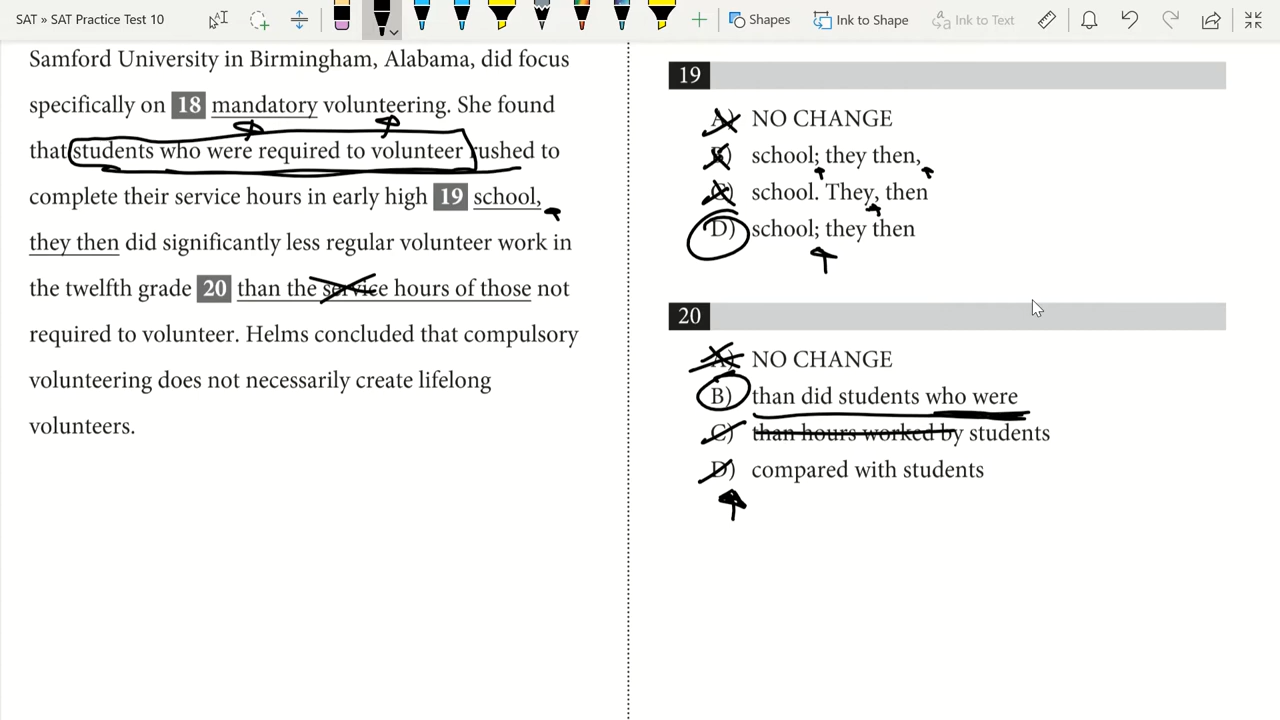 SAT » SAT Practice Test 10
Shapes
Ink to Shape
Ink to Text
Samford University in Birmingham, Alabama, did focus
specifically on 18 mandatory volunteering. She found
that students who were required to volunteer rushed to
complete their service hours in early high 19 school,
they then did significantly less regular volunteer work in
the twelfth grade 20 than the service hours of those not
required to volunteer. Helms concluded that compulsory
volunteering does not necessarily create lifelong
volunteers.
19
A) NO CHANGE
B) school; they then,
C) school. They, then
D) school; they then
20
A) NO CHANGE
B) than did students who were
C) than hours worked by students
D) compared with students